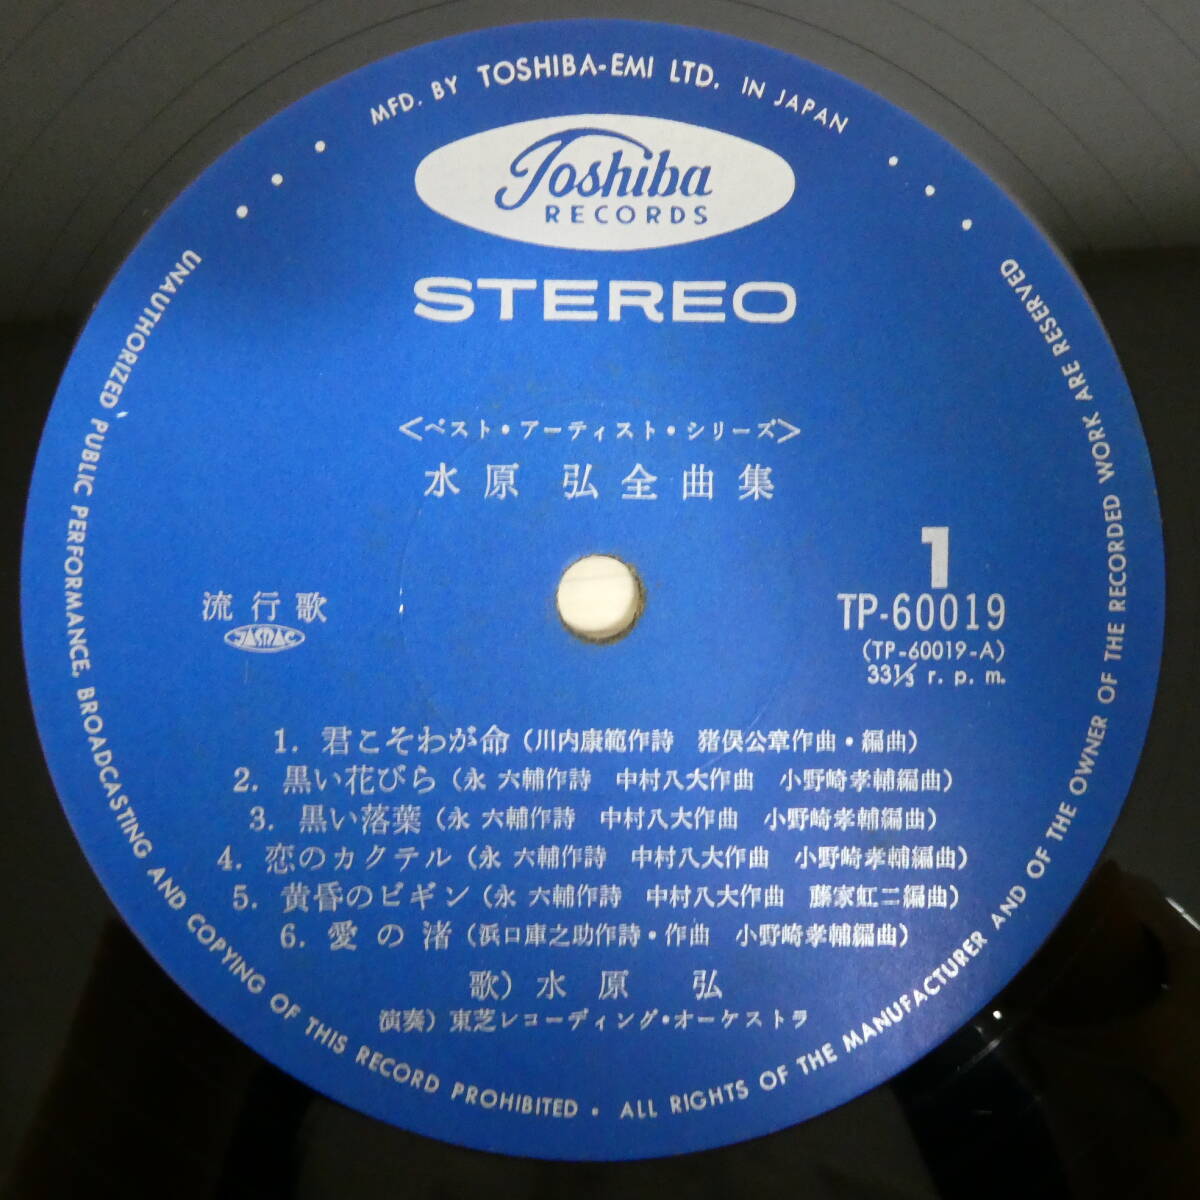 MFD. BY TOSHIBA-EMI LTD. IN JAPAN
Toshiba
RECORDS
STEREO
<ベスト・アーティスト・シリーズ>
水原 弘全曲集
1
流行歌
JASRAC
TP-60019
(TP-60019-A)
33⅓ r. p. m.
1. 君こそわが命 (川内康範作詩 猪俣公章作曲・編曲)
2. 黒い花びら (永 六輔作詩 中村八大作曲 小野崎孝輔編曲)
3. 黒い落葉 (永 六輔作詩 中村八大作曲 小野崎孝輔編曲)
4. 恋のカクテル (永 六輔作詩 中村八大作曲 小野崎孝輔編曲)
5. 黄昏のビギン (永 六輔作詩 中村八大作曲 藤家虹二編曲)
6. 愛の渚 (浜口庫之助作詩・作曲 小野崎孝輔編曲)
歌) 水原 弘
演奏) 東芝レコーディング・オーケストラ
UNAUTHORIZED PUBLIC PERFORMANCE, BROADCASTING AND COPYING OF THIS RECORD PROHIBITED • ALL RIGHTS OF THE MANUFACTURER AND OF THE OWNER OF THE RECORDED WORK ARE RESERVED